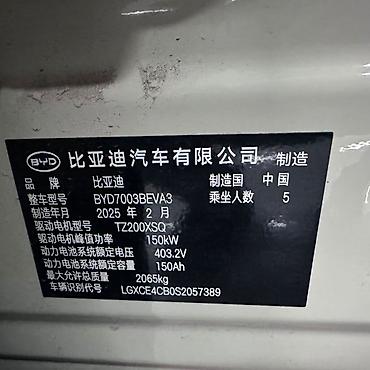 BYD 比亚迪汽车有限公司 制造
品牌 比亚迪 制造国 中国
整车型号 BYD7003BEVA3 乘坐人数 5
制造年月 2025 年 2 月
驱动电机型号 TZ200XSQ
驱动电机峰值功率 150kW
动力电池系统额定电压 403.2V
动力电池系统额定容量 150Ah
最大允许总质量 2065kg
车辆识别代号 LGXCE4CB0S2057389